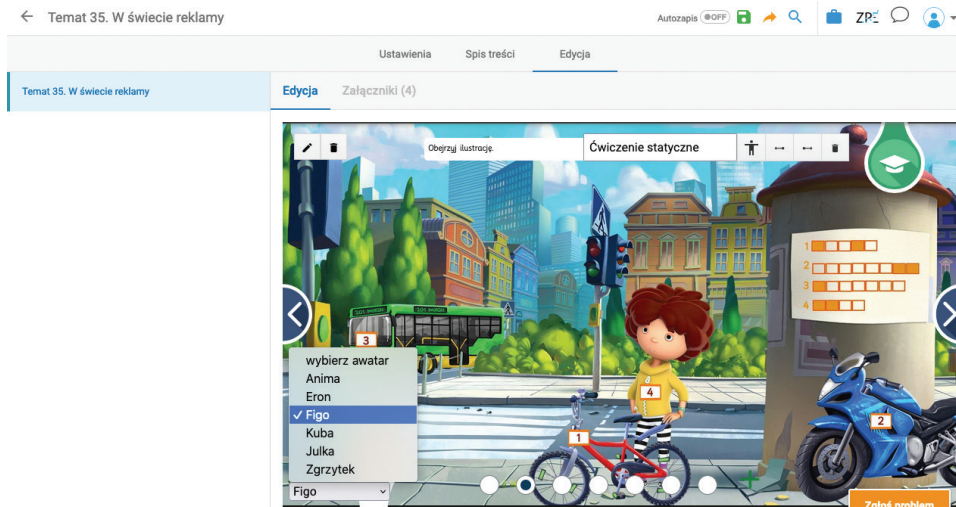 Temat 35. W świecie reklamy
Autozapis OFF
ZPE
Ustawienia Spis treści Edycja
Temat 35. W świecie reklamy
Edycja Załączniki (4)
Obejrzyj ilustrację.
Ćwiczenie statyczne
1
2
3
4
3
4
1
2
wybierz awatar
Anima
Eron
✓ Figo
Kuba
Julka
Zgrzytek
Figo
Zgłoś problem